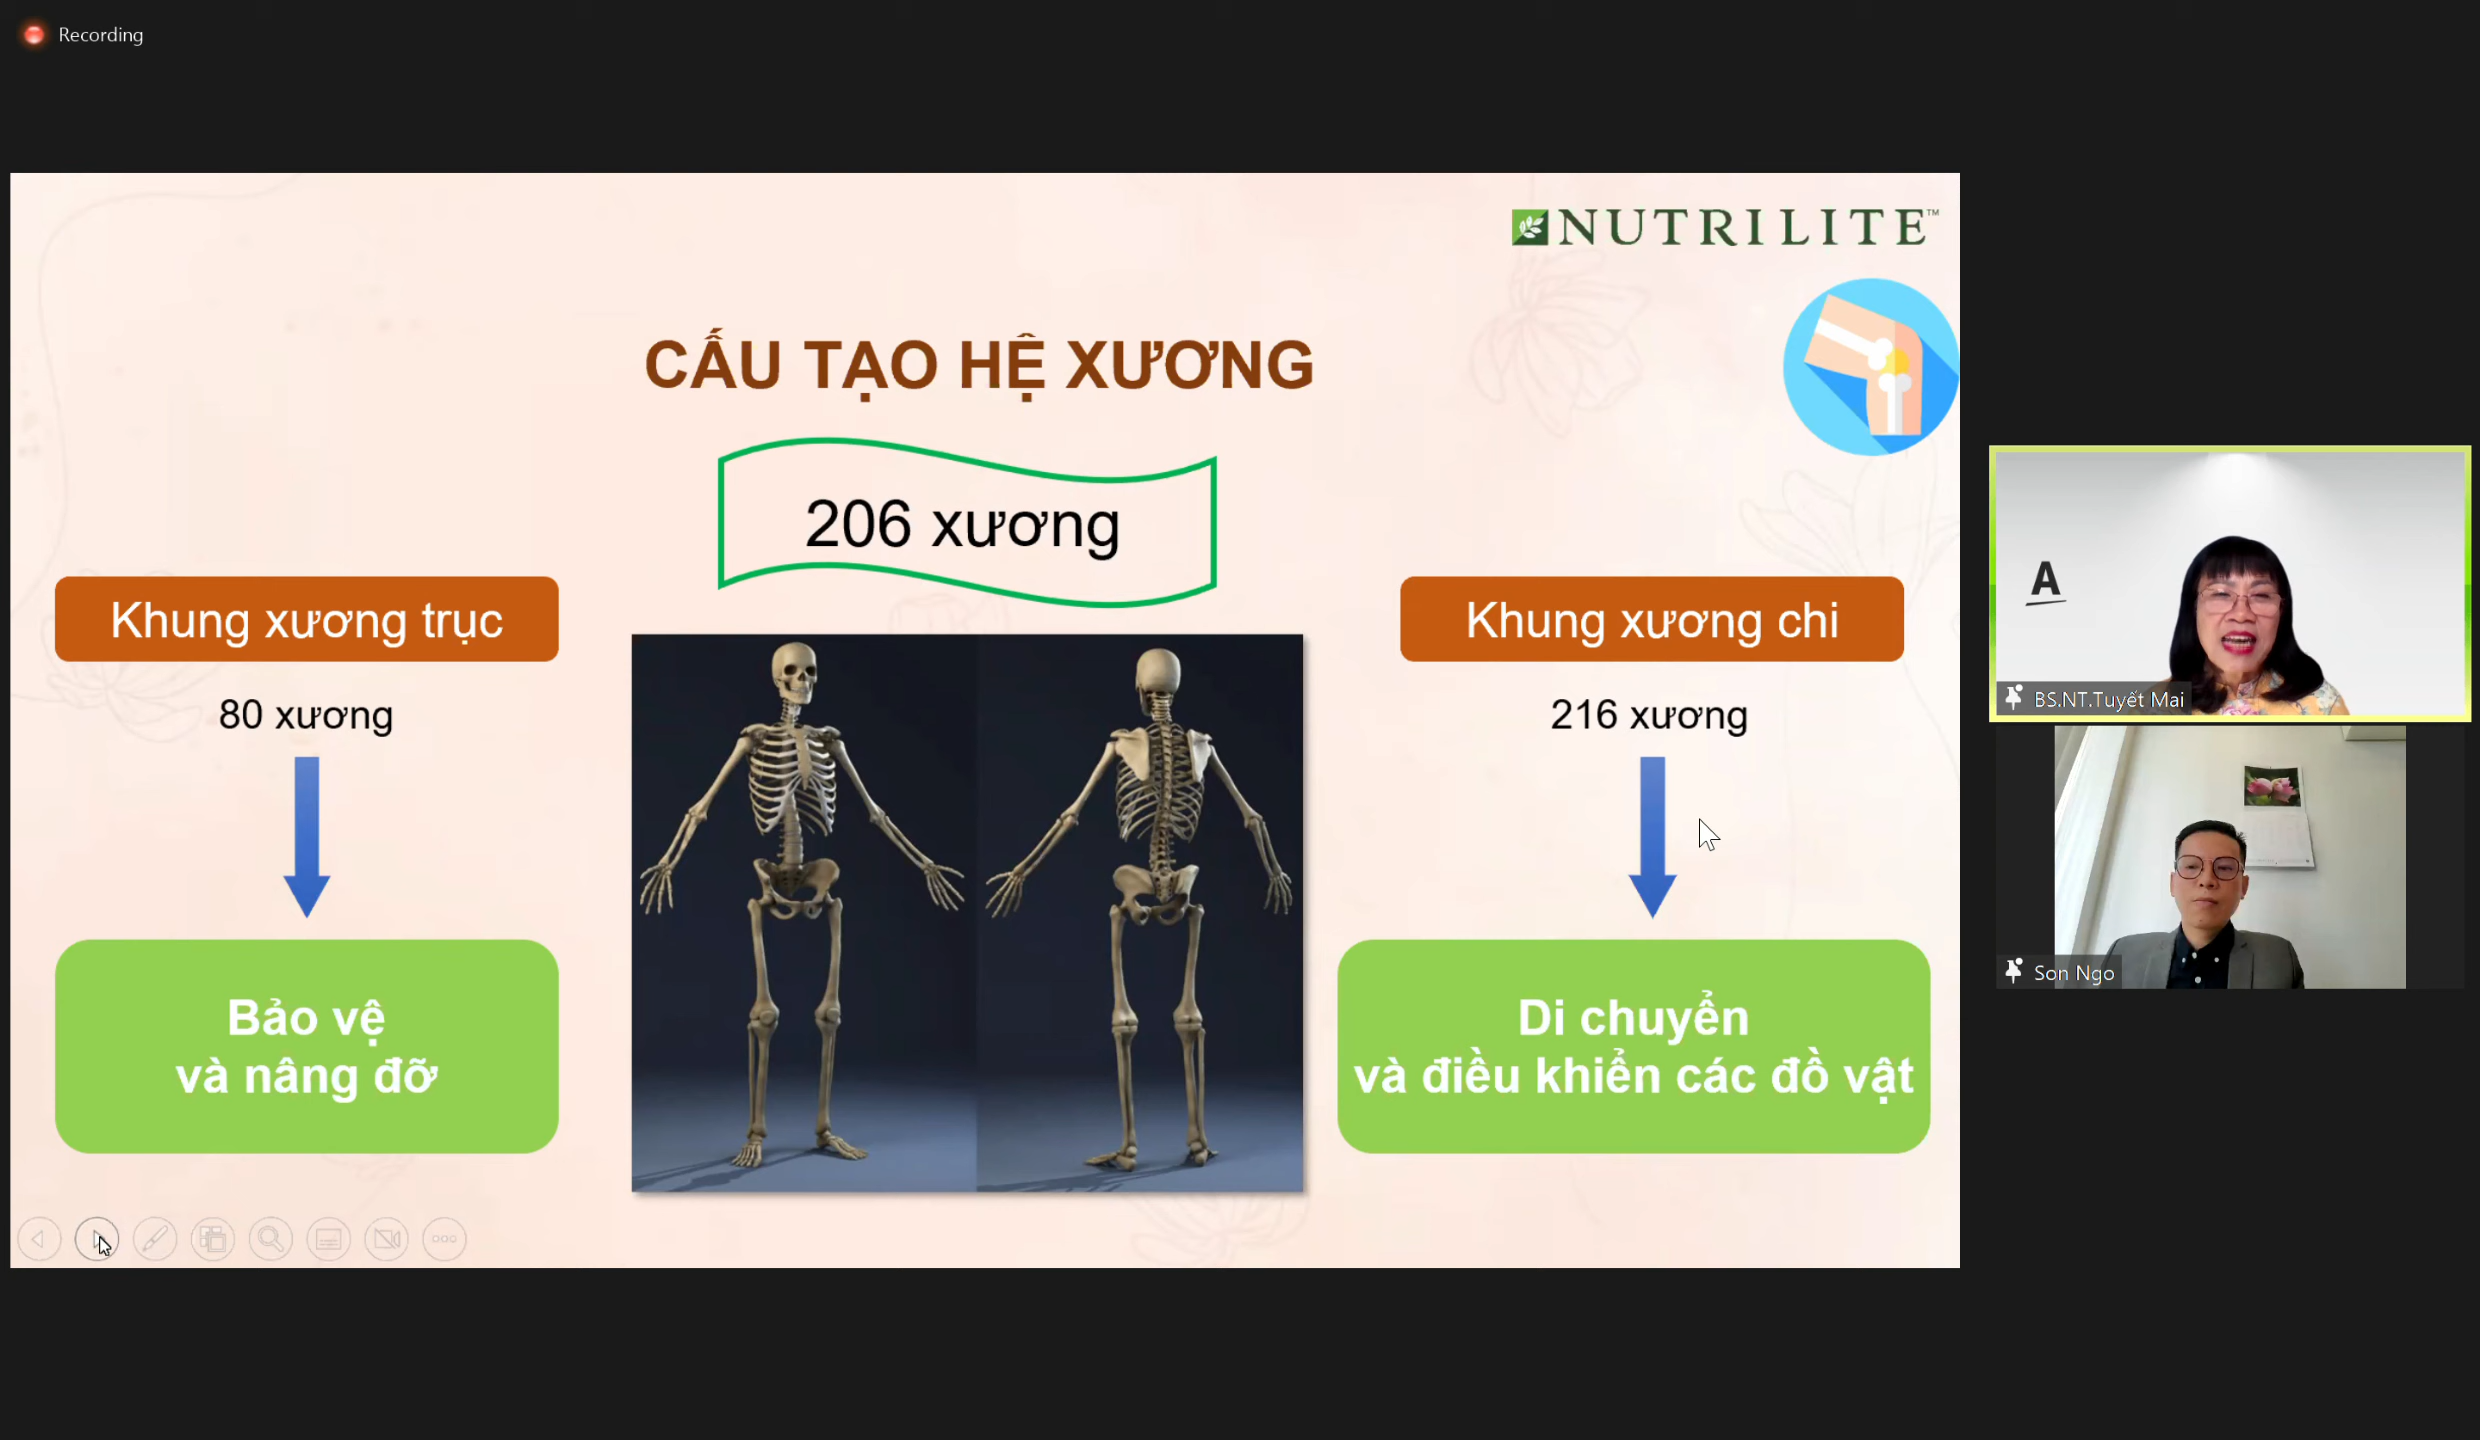 Recording
NUTRILITE™
CẤU TẠO HỆ XƯƠNG
206 xương
Khung xương trục
80 xương
Bảo vệ
và nâng đỡ
Khung xương chi
216 xương
Di chuyển
và điều khiển các đồ vật
A
BS.NT.Tuyết Mai
Son Ngo